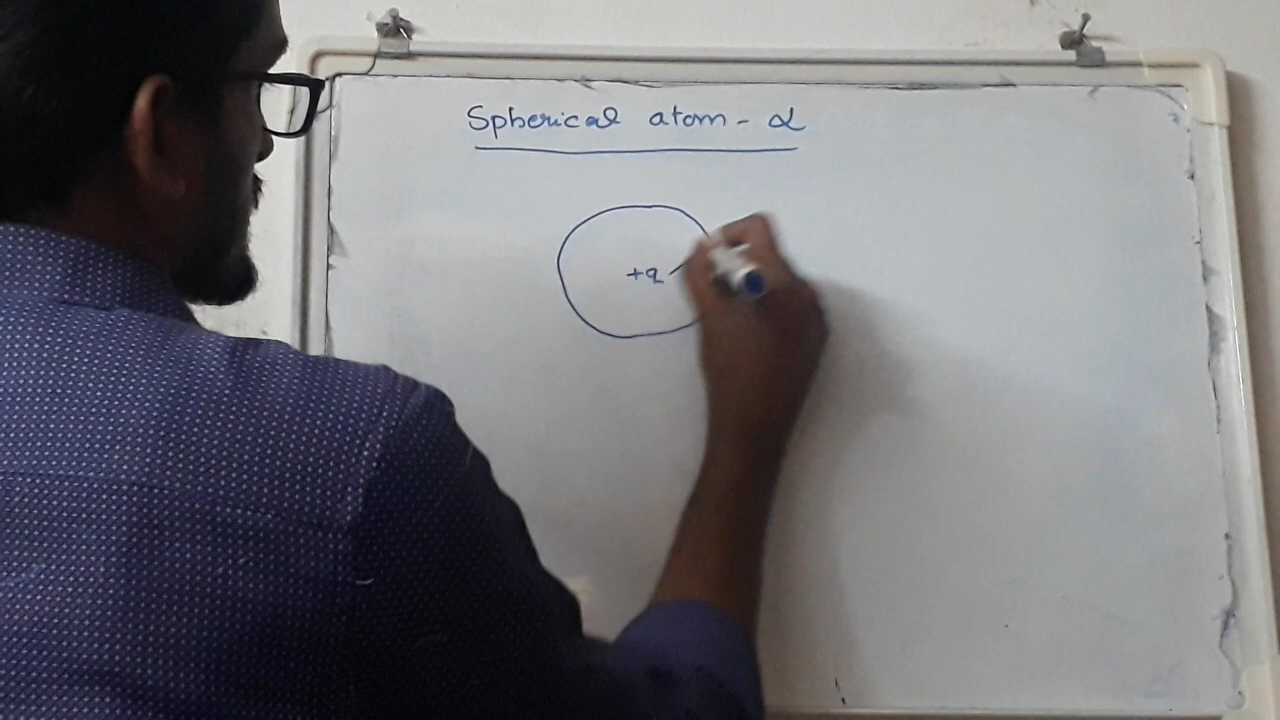 Spherical atom - α
+q